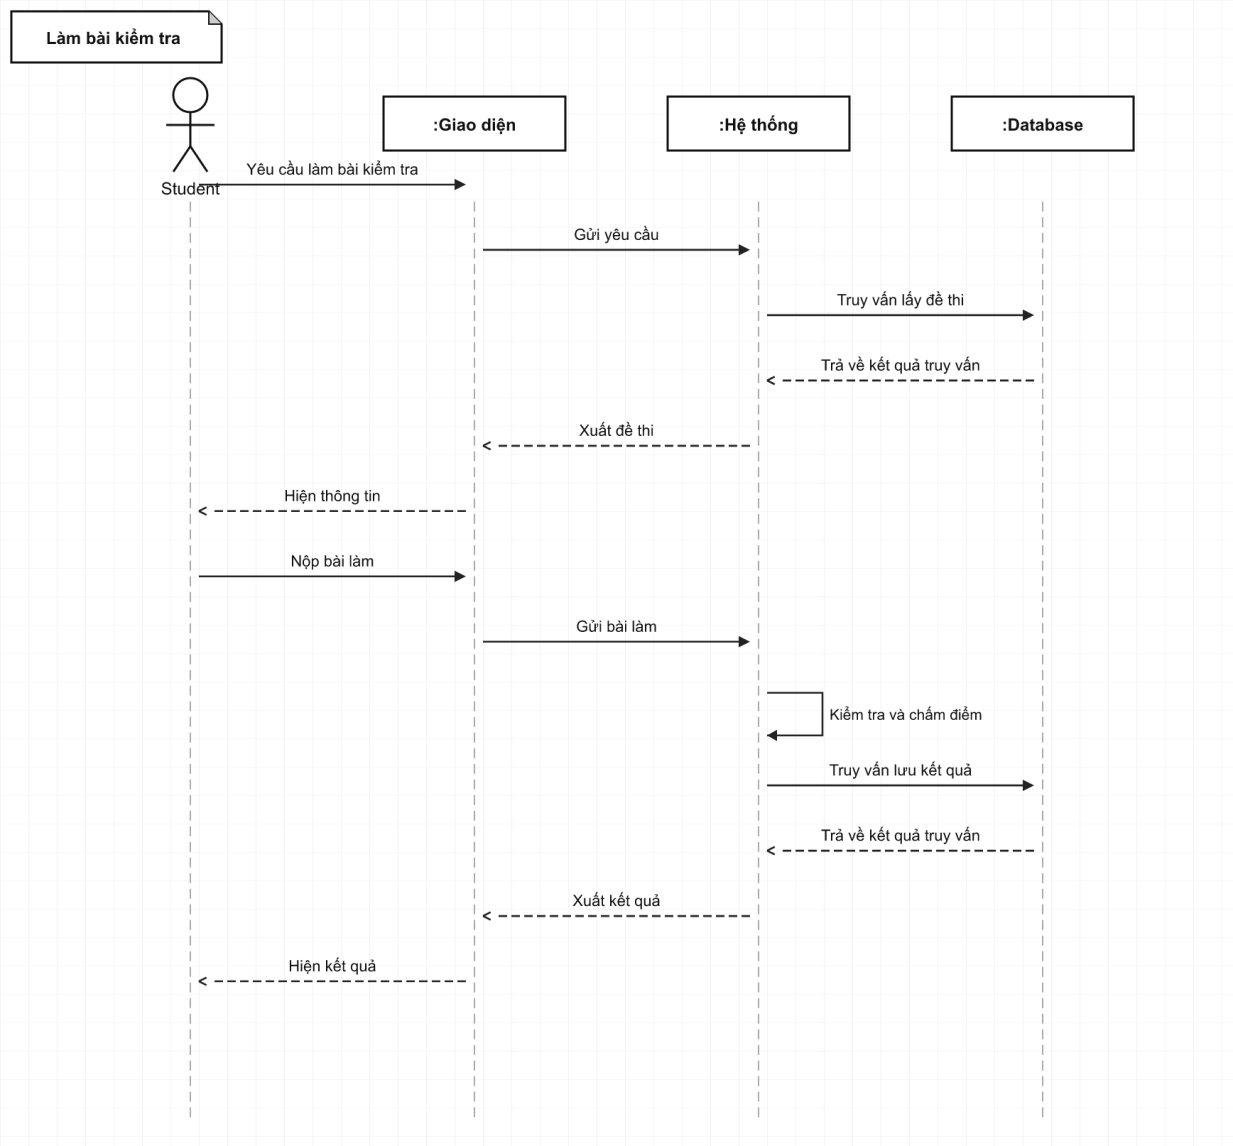 Làm bài kiểm tra
:Giao diện
:Hệ thống
:Database
Student
Yêu cầu làm bài kiểm tra
Gửi yêu cầu
Truy vấn lấy đề thi
Trả về kết quả truy vấn
Xuất đề thi
Hiện thông tin
Nộp bài làm
Gửi bài làm
Kiểm tra và chấm điểm
Truy vấn lưu kết quả
Trả về kết quả truy vấn
Xuất kết quả
Hiện kết quả